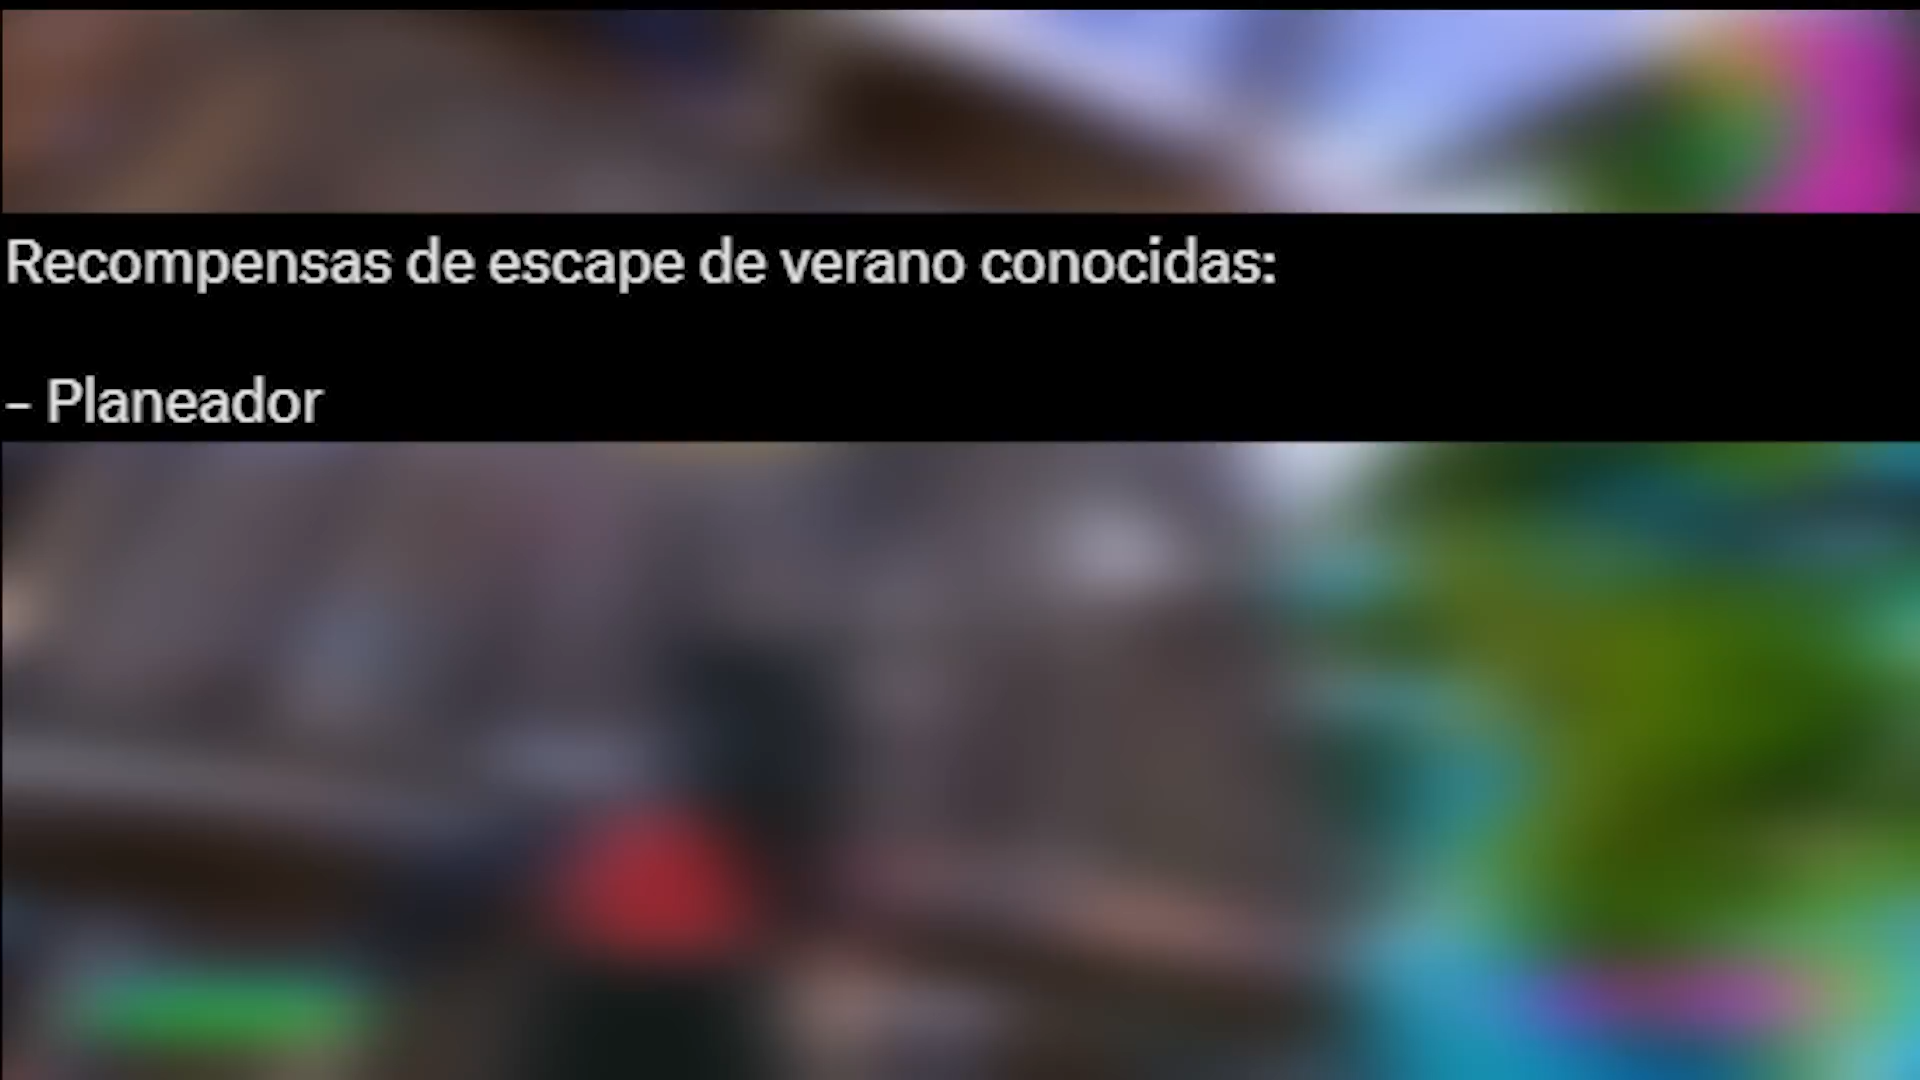 Recompensas de escape de verano conocidas:
– Planeador